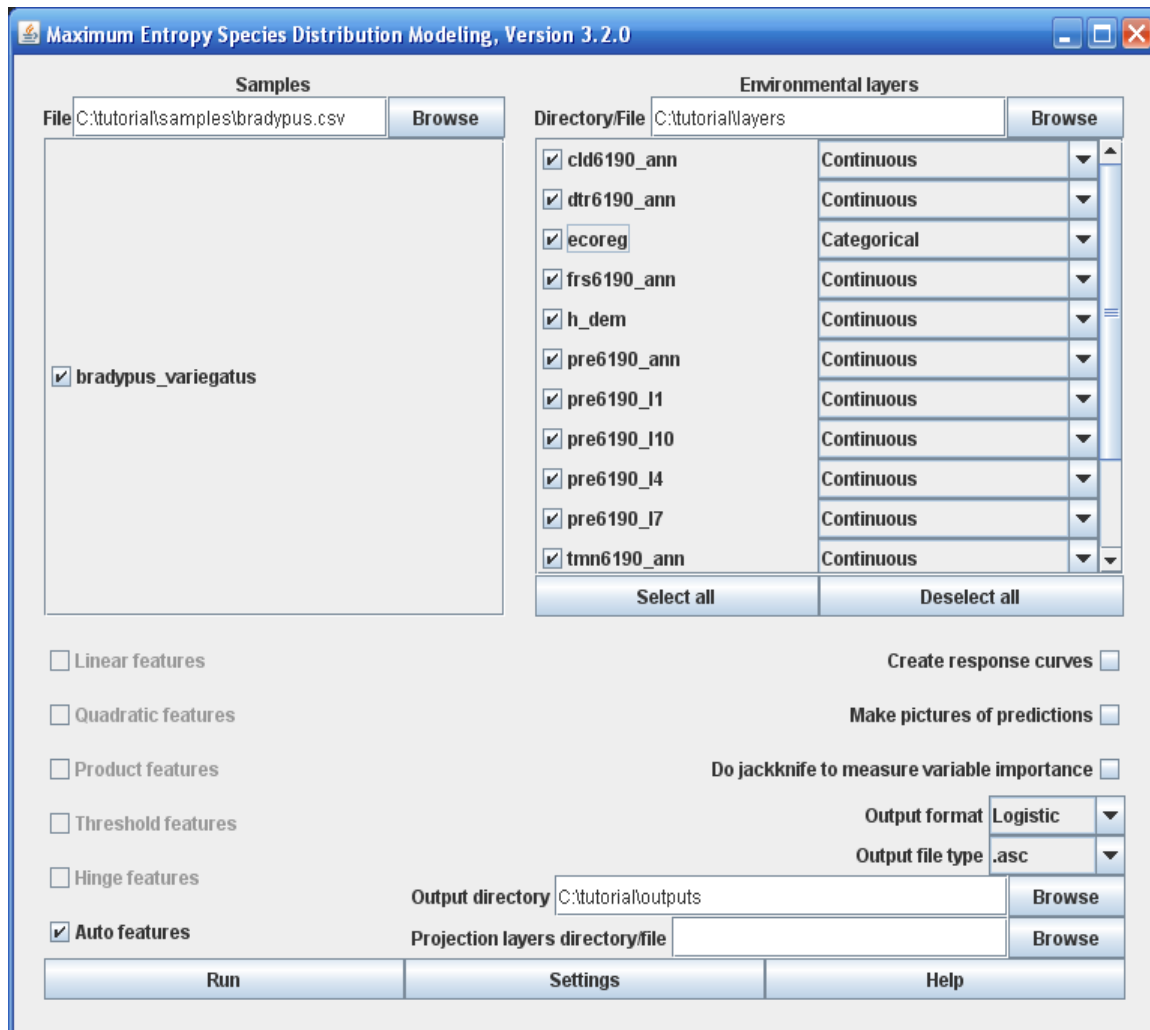 Maximum Entropy Species Distribution Modeling, Version 3.2.0
Samples
File C:\tutorial\samples\bradypus.csv Browse
bradypus_variegatus
Environmental layers
Directory/File C:\tutorial\layers Browse
cld6190_ann Continuous
dtr6190_ann Continuous
ecoreg Categorical
frs6190_ann Continuous
h_dem Continuous
pre6190_ann Continuous
pre6190_l1 Continuous
pre6190_l10 Continuous
pre6190_l4 Continuous
pre6190_l7 Continuous
tmn6190_ann Continuous
Select all Deselect all
Linear features
Quadratic features
Product features
Threshold features
Hinge features
Auto features
Create response curves
Make pictures of predictions
Do jackknife to measure variable importance
Output format Logistic
Output file type .asc
Output directory C:\tutorial\outputs Browse
Projection layers directory/file Browse
Run Settings Help